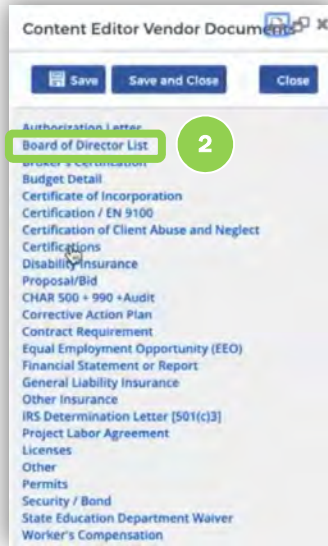 Content Editor Vendor Documents
Save
Save and Close
Close
Authorization Letter
Board of Director List
2
Broker's Certification
Budget Detail
Certificate of Incorporation
Certification / EN 9100
Certification of Client Abuse and Neglect
Certifications
Disability Insurance
Proposal/Bid
CHAR 500 + 990 +Audit
Corrective Action Plan
Contract Requirement
Equal Employment Opportunity (EEO)
Financial Statement or Report
General Liability Insurance
Other Insurance
IRS Determination Letter [501(c)3]
Project Labor Agreement
Licenses
Other
Permits
Security / Bond
State Education Department Waiver
Worker's Compensation